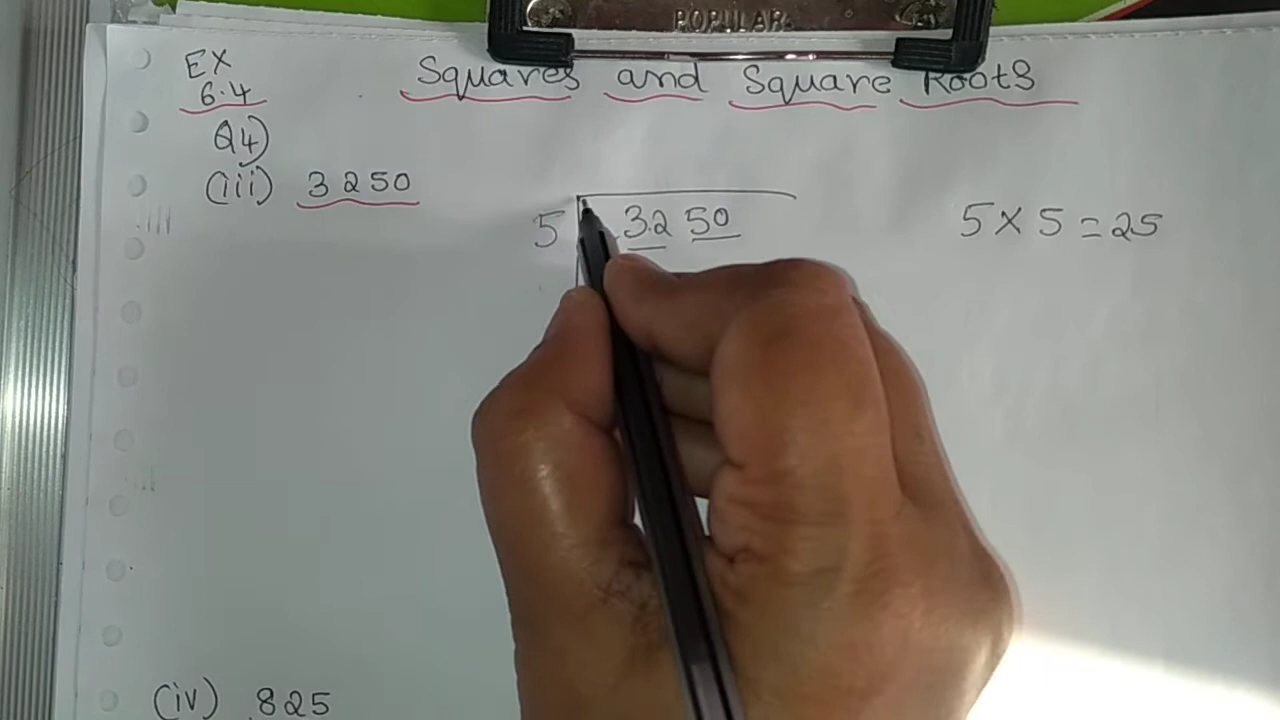 POPULAR
EX
6.4
Squares and Square Roots
Q4)
(iii) 3250
5 3250
5 × 5 = 25
(iv) 825